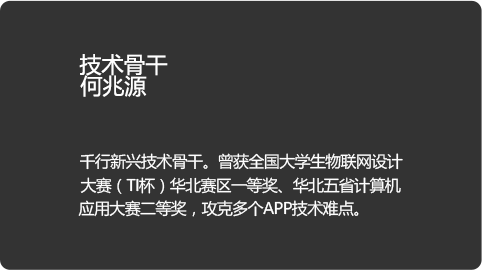 技术骨干
何兆源
千行新兴技术骨干。曾获全国大学生物联网设计
大赛（TI杯）华北赛区一等奖、华北五省计算机
应用大赛二等奖，攻克多个APP技术难点。